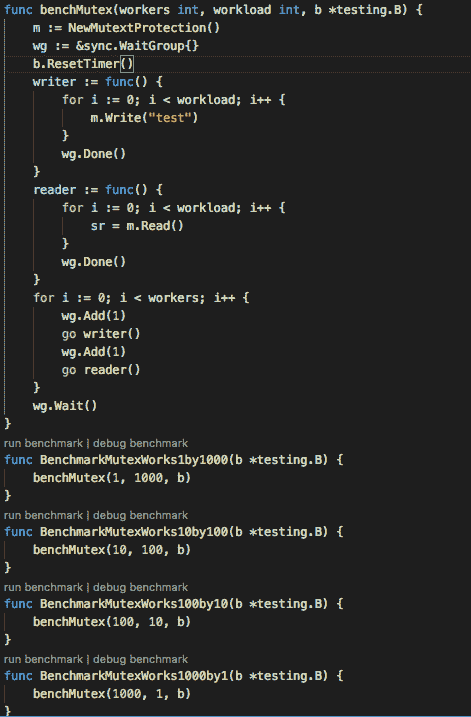 func benchMutex(workers int, workload int, b *testing.B) {
    m := NewMutextProtection()
    wg := &sync.WaitGroup{}
    b.ResetTimer()
    writer := func() {
        for i := 0; i < workload; i++ {
            m.Write("test")
        }
        wg.Done()
    }
    reader := func() {
        for i := 0; i < workload; i++ {
            sr = m.Read()
        }
        wg.Done()
    }
    for i := 0; i < workers; i++ {
        wg.Add(1)
        go writer()
        wg.Add(1)
        go reader()
    }
    wg.Wait()
}
run benchmark | debug benchmark
func BenchmarkMutexWorks1by1000(b *testing.B) {
    benchMutex(1, 1000, b)
}
run benchmark | debug benchmark
func BenchmarkMutexWorks10by100(b *testing.B) {
    benchMutex(10, 100, b)
}
run benchmark | debug benchmark
func BenchmarkMutexWorks100by10(b *testing.B) {
    benchMutex(100, 10, b)
}
run benchmark | debug benchmark
func BenchmarkMutexWorks1000by1(b *testing.B) {
    benchMutex(1000, 1, b)
}